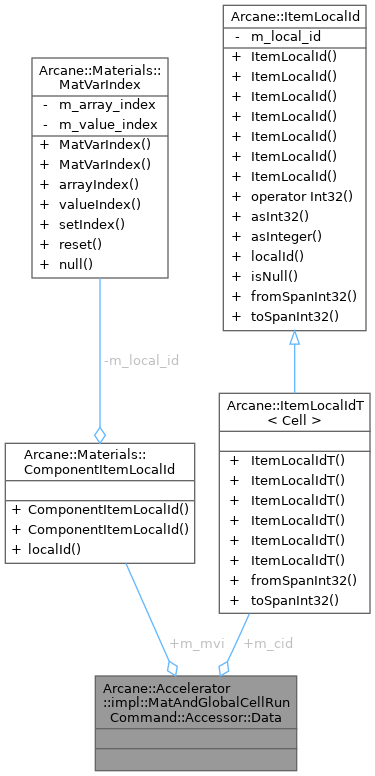 Arcane::ItemLocalId
- m_local_id
+ ItemLocalId()
+ ItemLocalId()
+ ItemLocalId()
+ ItemLocalId()
+ ItemLocalId()
+ ItemLocalId()
+ ItemLocalId()
+ operator Int32()
+ asInt32()
+ asInteger()
+ localId()
+ isNull()
+ fromSpanInt32()
+ toSpanInt32()
Arcane::Materials::
MatVarIndex
- m_array_index
- m_value_index
+ MatVarIndex()
+ MatVarIndex()
+ arrayIndex()
+ valueIndex()
+ setIndex()
+ reset()
+ null()
-m_local_id
Arcane::ItemLocalIdT
< Cell >
+ ItemLocalIdT()
+ ItemLocalIdT()
+ ItemLocalIdT()
+ ItemLocalIdT()
+ ItemLocalIdT()
+ ItemLocalIdT()
+ fromSpanInt32()
+ toSpanInt32()
Arcane::Materials::
ComponentItemLocalId
+ ComponentItemLocalId()
+ ComponentItemLocalId()
+ localId()
+m_mvi
+m_cid
Arcane::Accelerator
::impl::MatAndGlobalCellRun
Command::Accessor::Data